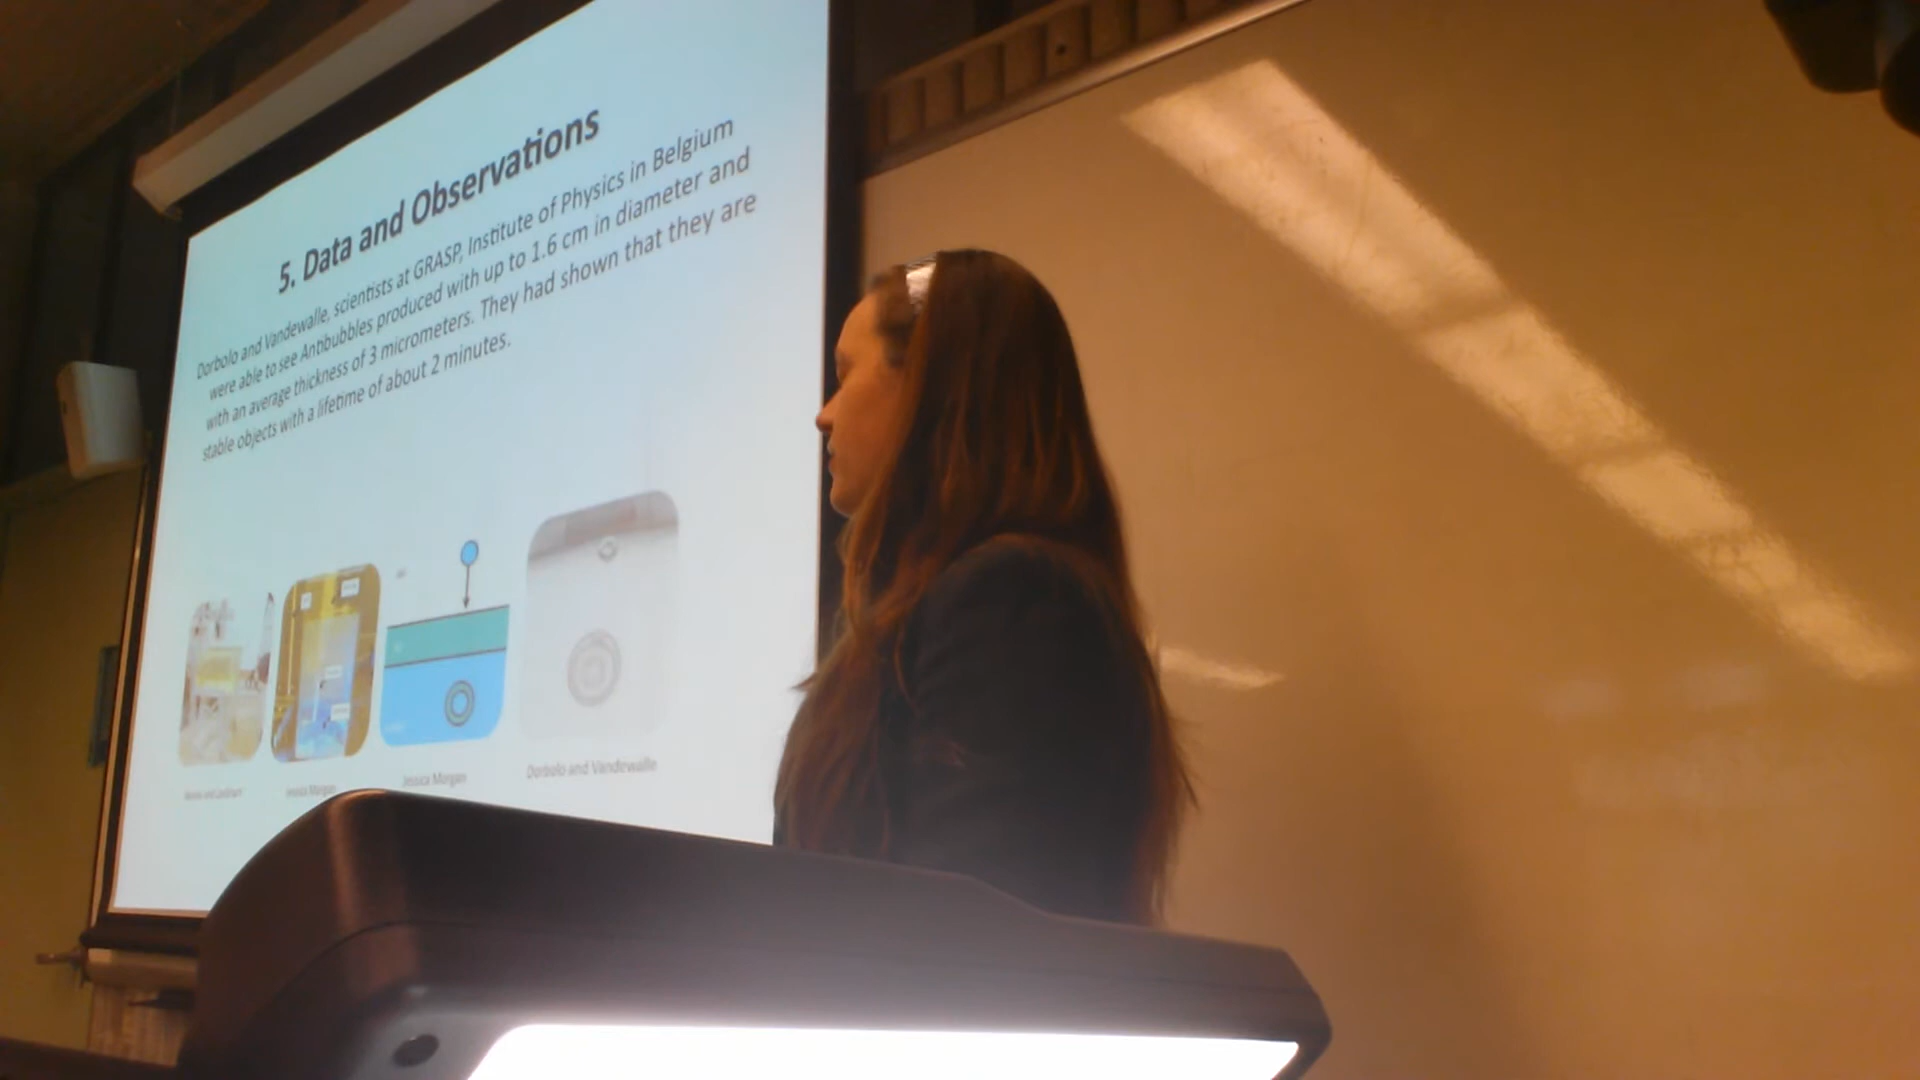 5. Data and Observations
Dorbolo and Vandewalle, scientists at GRASP, Institute of Physics in Belgium
were able to see Antibubbles produced with up to 1.6 cm in diameter and
with an average thickness of 3 micrometers. They had shown that they are
stable objects with a lifetime of about 2 minutes.
Jessica Morgan
Jessica Morgan
Dorbolo and Vandewalle